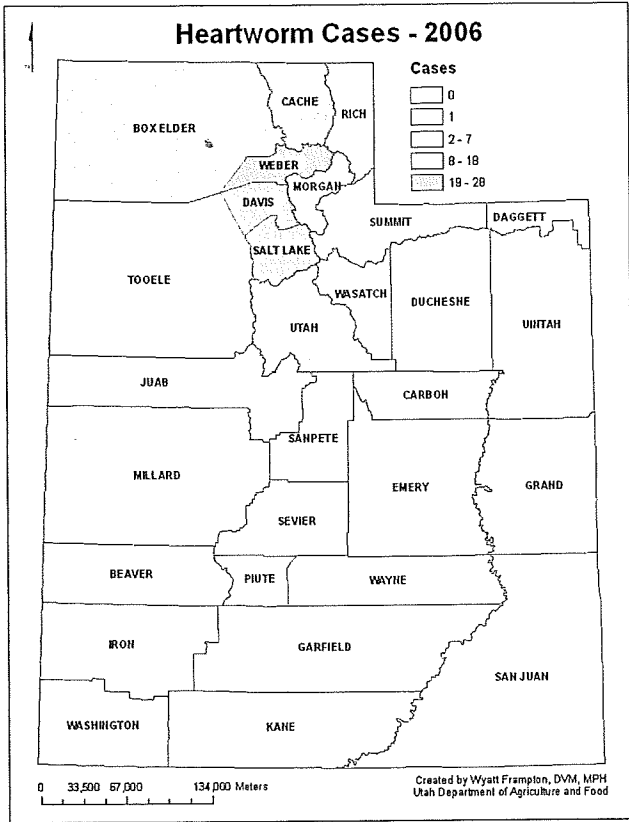 Heartworm Cases - 2006
Cases
0
1
2 - 7
8 - 18
19 - 28
CACHE
RICH
BOX ELDER
WEBER
MORGAN
DAVIS
SUMMIT
DAGGETT
SALT LAKE
TOOELE
WASATCH
DUCHESNE
UINTAH
UTAH
JUAB
CARBON
SANPETE
MILLARD
EMERY
GRAND
SEVIER
BEAVER
PIUTE
WAYNE
IRON
GARFIELD
SAN JUAN
WASHINGTON
KANE
0 33,500 67,000 134,000 Meters
Created by Wyatt Frampton, DVM, MPH
Utah Department of Agriculture and Food